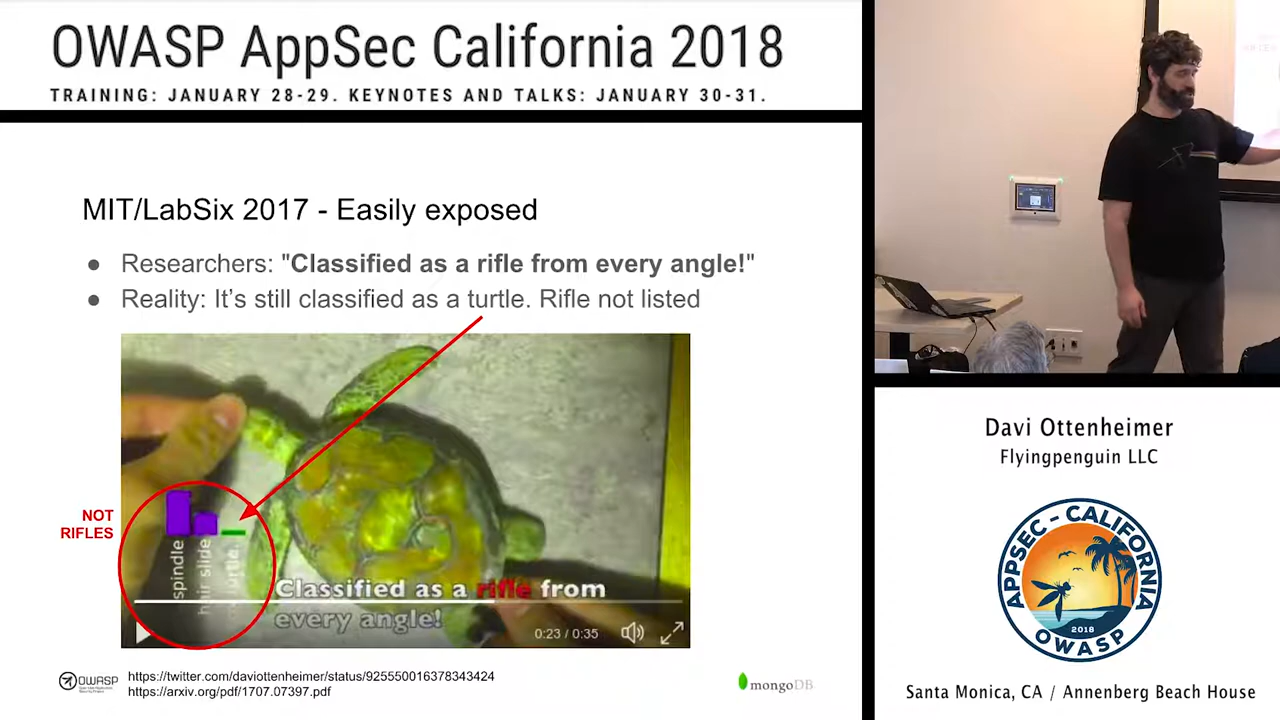 OWASP AppSec California 2018
TRAINING: JANUARY 28-29. KEYNOTES AND TALKS: JANUARY 30-31.
MIT/LabSix 2017 - Easily exposed
● Researchers: "Classified as a rifle from every angle!"
● Reality: It's still classified as a turtle. Rifle not listed
NOT
RIFLES
spindle
hair slide
turtle.
Classified as a rifle from
every angle!
0:23 / 0:35
OWASP
https://twitter.com/daviottenheimer/status/925550016378343424
https://arxiv.org/pdf/1707.07397.pdf
mongoDB
Davi Ottenheimer
Flyingpenguin LLC
APPSEC - CALIFORNIA
2018
OWASP
Santa Monica, CA / Annenberg Beach House